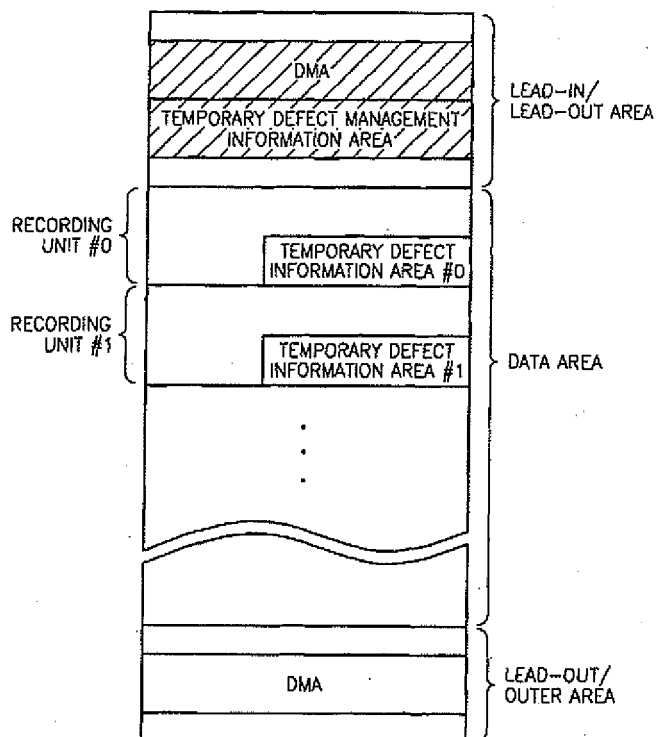 DMA
TEMPORARY DEFECT MANAGEMENT
INFORMATION AREA
LEAD-IN/
LEAD-OUT AREA
RECORDING
UNIT #0
TEMPORARY DEFECT
INFORMATION AREA #0
RECORDING
UNIT #1
TEMPORARY DEFECT
INFORMATION AREA #1
DATA AREA
DMA
LEAD-OUT/
OUTER AREA